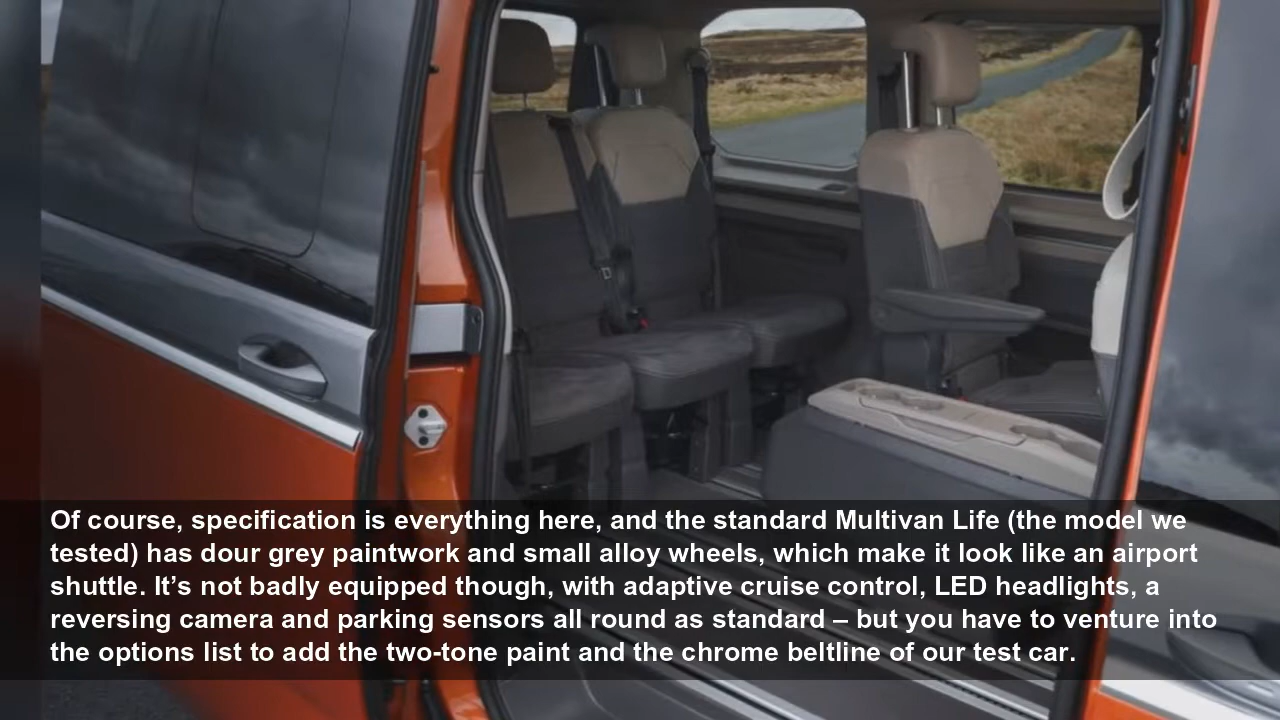 Of course, specification is everything here, and the standard Multivan Life (the model we
tested) has dour grey paintwork and small alloy wheels, which make it look like an airport
shuttle. It’s not badly equipped though, with adaptive cruise control, LED headlights, a
reversing camera and parking sensors all round as standard – but you have to venture into
the options list to add the two-tone paint and the chrome beltline of our test car.